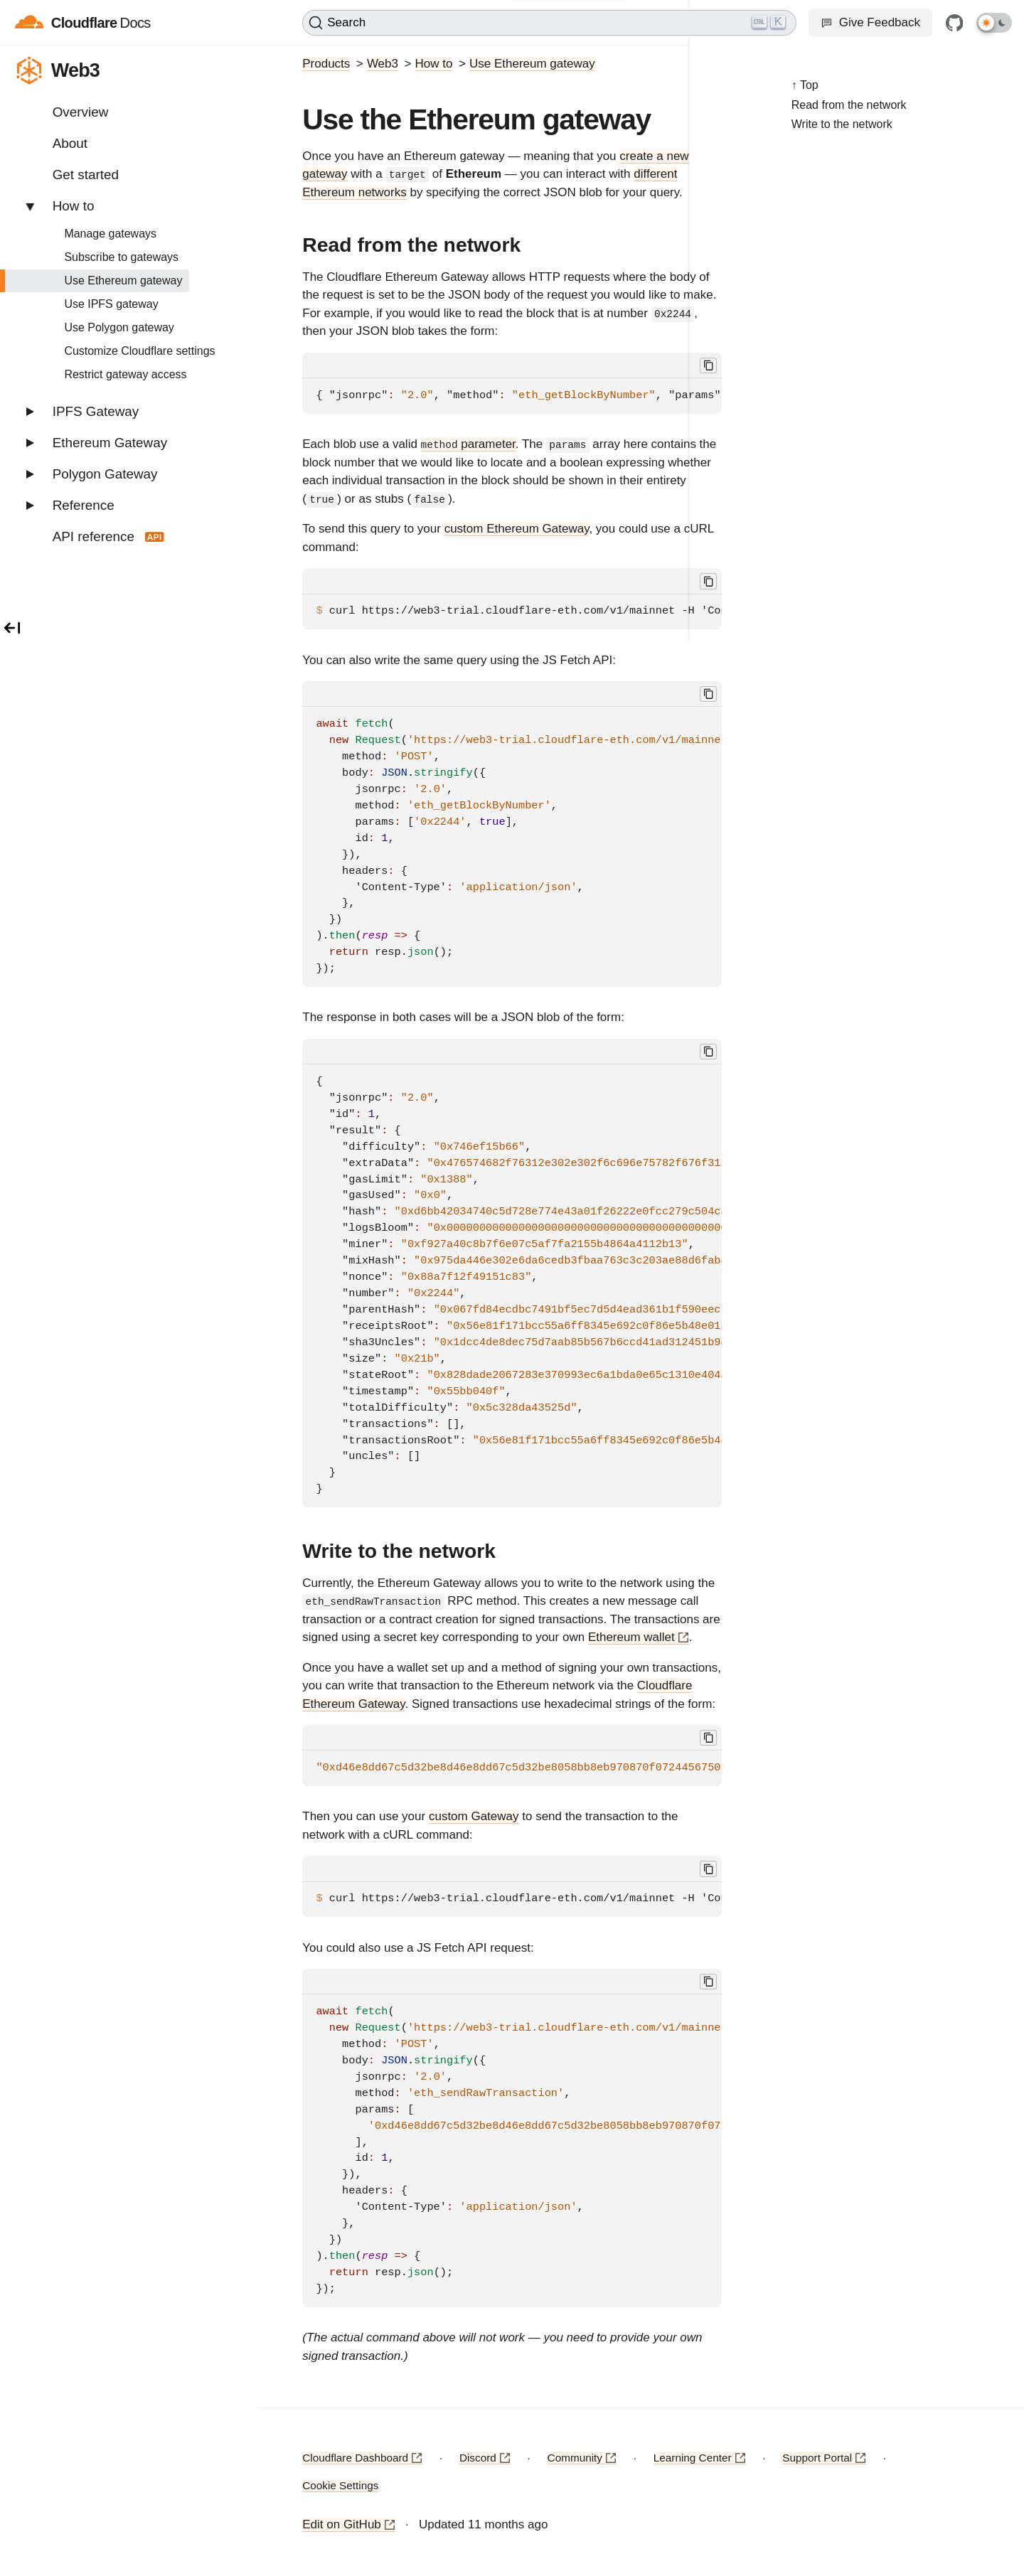 Cloudflare Docs
Search
CTRL K
Give Feedback
Web3
Overview
About
Get started
How to
Manage gateways
Subscribe to gateways
Use Ethereum gateway
Use IPFS gateway
Use Polygon gateway
Customize Cloudflare settings
Restrict gateway access
IPFS Gateway
Ethereum Gateway
Polygon Gateway
Reference
API reference API
Products > Web3 > How to > Use Ethereum gateway
Use the Ethereum gateway
Once you have an Ethereum gateway — meaning that you create a new
gateway with a target of Ethereum — you can interact with different
Ethereum networks by specifying the correct JSON blob for your query.
Read from the network
The Cloudflare Ethereum Gateway allows HTTP requests where the body of
the request is set to be the JSON body of the request you would like to make.
For example, if you would like to read the block that is at number 0x2244,
then your JSON blob takes the form:
{ "jsonrpc": "2.0", "method": "eth_getBlockByNumber", "params"
Each blob use a valid method parameter. The params array here contains the
block number that we would like to locate and a boolean expressing whether
each individual transaction in the block should be shown in their entirety
(true) or as stubs (false).
To send this query to your custom Ethereum Gateway, you could use a cURL
command:
$ curl https://web3-trial.cloudflare-eth.com/v1/mainnet -H 'Co
You can also write the same query using the JS Fetch API:
await fetch(
new Request('https://web3-trial.cloudflare-eth.com/v1/mainne
method: 'POST',
body: JSON.stringify({
jsonrpc: '2.0',
method: 'eth_getBlockByNumber',
params: ['0x2244', true],
id: 1,
}),
headers: {
'Content-Type': 'application/json',
},
})
).then(resp => {
return resp.json();
});
The response in both cases will be a JSON blob of the form:
{
"jsonrpc": "2.0",
"id": 1,
"result": {
"difficulty": "0x746ef15b66",
"extraData": "0x476574682f76312e302e302f6c696e75782f676f31
"gasLimit": "0x1388",
"gasUsed": "0x0",
"hash": "0xd6bb42034740c5d728e774e43a01f26222e0fcc279c504c
"logsBloom": "0x000000000000000000000000000000000000000000000
"miner": "0xf927a40c8b7f6e07c5af7fa2155b4864a4112b13",
"mixHash": "0x975da446e302e6da6cedb3fbaa763c3c203ae88d6fab
"nonce": "0x88a7f12f49151c83",
"number": "0x2244",
"parentHash": "0x067fd84ecdbc7491bf5ec7d5d4ead361b1f590eec
"receiptsRoot": "0x56e81f171bcc55a6ff8345e692c0f86e5b48e01
"sha3Uncles": "0x1dcc4de8dec75d7aab85b567b6ccd41ad312451b9
"size": "0x21b",
"stateRoot": "0x828dade2067283e370993ec6a1bda0e65c1310e404
"timestamp": "0x55bb040f",
"totalDifficulty": "0x5c328da43525d",
"transactions": [],
"transactionsRoot": "0x56e81f171bcc55a6ff8345e692c0f86e5b4
"uncles": []
}
}
Write to the network
Currently, the Ethereum Gateway allows you to write to the network using the
eth_sendRawTransaction RPC method. This creates a new message call
transaction or a contract creation for signed transactions. The transactions are
signed using a secret key corresponding to your own Ethereum wallet.
Once you have a wallet set up and a method of signing your own transactions,
you can write that transaction to the Ethereum network via the Cloudflare
Ethereum Gateway. Signed transactions use hexadecimal strings of the form:
"0xd46e8dd67c5d32be8d46e8dd67c5d32be8058bb8eb970870f0724456750
Then you can use your custom Gateway to send the transaction to the
network with a cURL command:
$ curl https://web3-trial.cloudflare-eth.com/v1/mainnet -H 'Co
You could also use a JS Fetch API request:
await fetch(
new Request('https://web3-trial.cloudflare-eth.com/v1/mainne
method: 'POST',
body: JSON.stringify({
jsonrpc: '2.0',
method: 'eth_sendRawTransaction',
params: [
'0xd46e8dd67c5d32be8d46e8dd67c5d32be8058bb8eb970870f07
],
id: 1,
}),
headers: {
'Content-Type': 'application/json',
},
})
).then(resp => {
return resp.json();
});
(The actual command above will not work — you need to provide your own
signed transaction.)
↑ Top
Read from the network
Write to the network
Cloudflare Dashboard · Discord · Community · Learning Center · Support Portal ·
Cookie Settings
Edit on GitHub · Updated 11 months ago